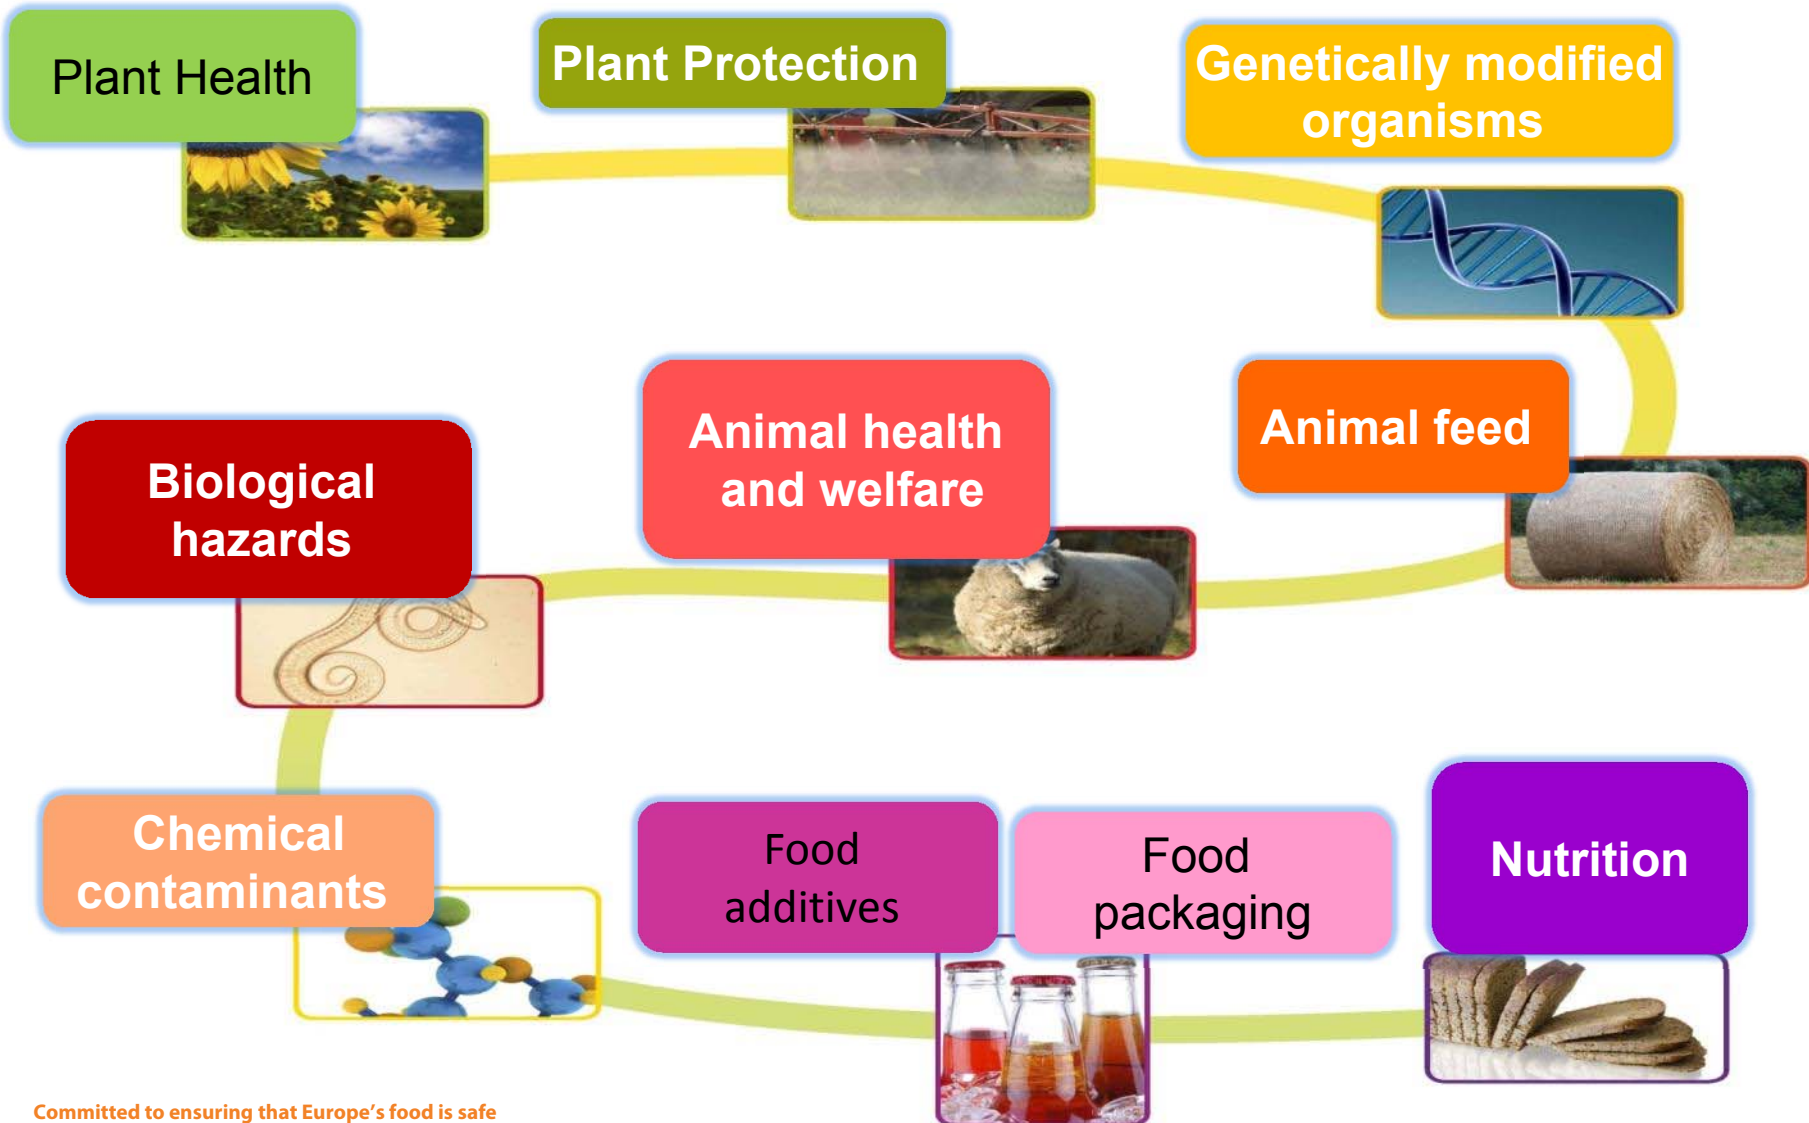 Plant Health
Plant Protection
Genetically modified
organisms
Animal feed
Animal health
and welfare
Biological
hazards
Chemical
contaminants
Food
additives
Food
packaging
Nutrition
Committed to ensuring that Europe’s food is safe